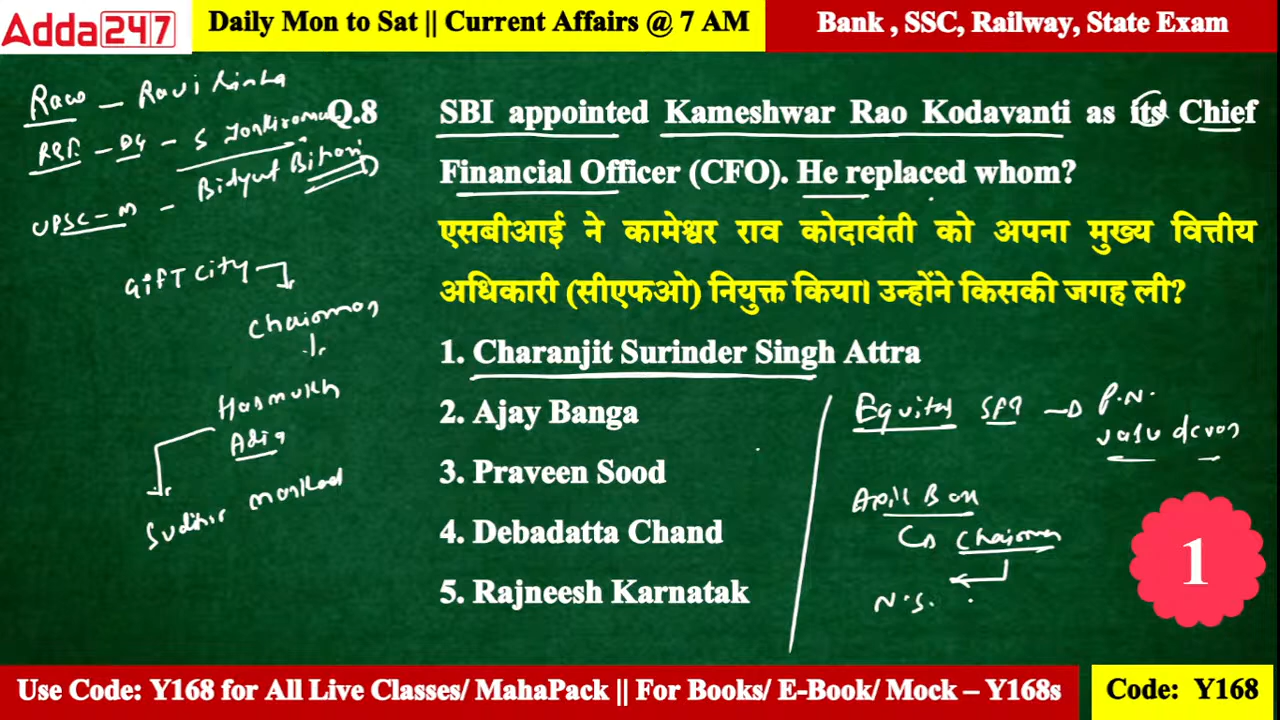 Adda247
Daily Mon to Sat || Current Affairs @ 7 AM
Bank , SSC, Railway, State Exam
Raw – Ravi Sinha
UPSC – M – Bidyut Bihari
GIFT City
Chairman
Hasmukh
Adia
Sudhir Mankad
Q.8
SBI appointed Kameshwar Rao Kodavanti as its Chief
Financial Officer (CFO). He replaced whom?
एसबीआई ने कामेश्वर राव कोदावंती को अपना मुख्य वित्तीय
अधिकारी (सीएफओ) नियुक्त किया। उन्होंने किसकी जगह ली?
1. Charanjit Surinder Singh Attra
2. Ajay Banga
3. Praveen Sood
4. Debadatta Chand
5. Rajneesh Karnatak
Equitas SFB P.N.
Vasudevan
Chairman
N.S.
1
Use Code: Y168 for All Live Classes/ MahaPack || For Books/ E-Book/ Mock – Y168s
Code: Y168